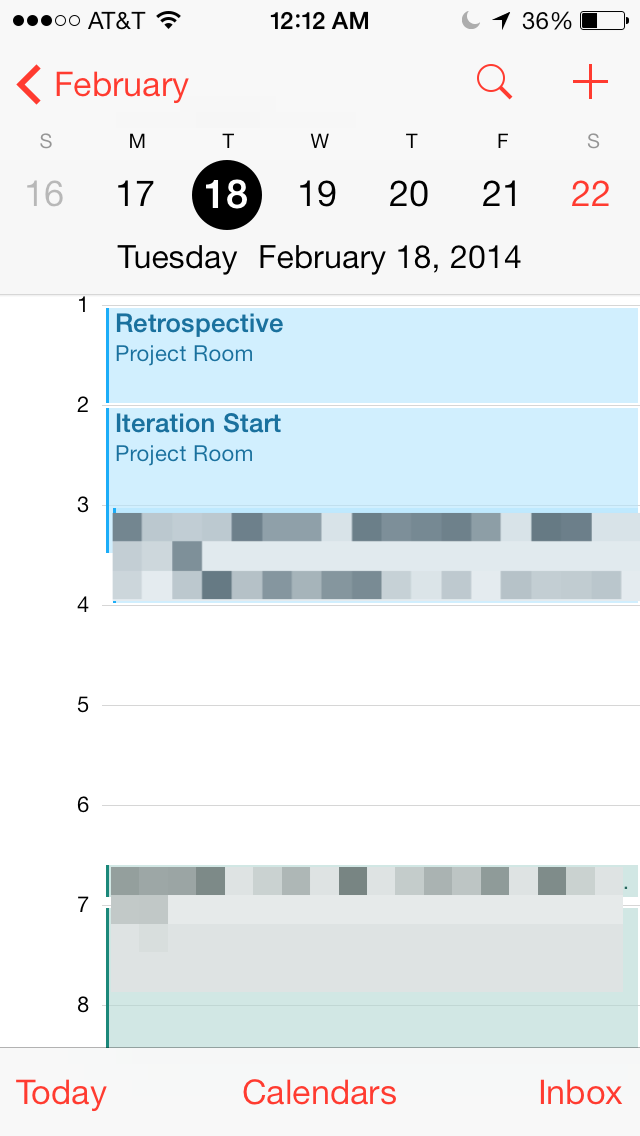 AT&T 12:12 AM 36%
February
S M T W T F S
16 17 18 19 20 21 22
Tuesday February 18, 2014
1
Retrospective
Project Room
2
Iteration Start
Project Room
3
4
5
6
7
8
Today Calendars Inbox